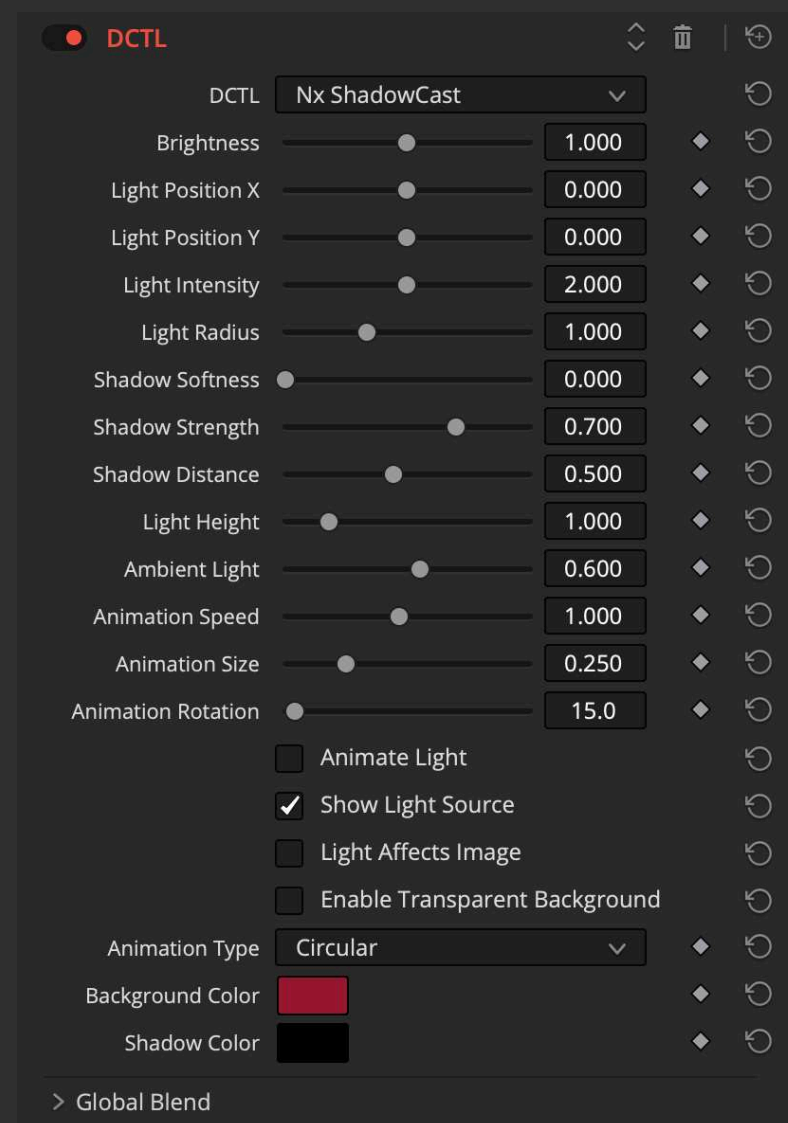 DCTL
DCTL Nx ShadowCast
Brightness 1.000
Light Position X 0.000
Light Position Y 0.000
Light Intensity 2.000
Light Radius 1.000
Shadow Softness 0.000
Shadow Strength 0.700
Shadow Distance 0.500
Light Height 1.000
Ambient Light 0.600
Animation Speed 1.000
Animation Size 0.250
Animation Rotation 15.0
Animate Light
Show Light Source
Light Affects Image
Enable Transparent Background
Animation Type Circular
Background Color
Shadow Color
Global Blend